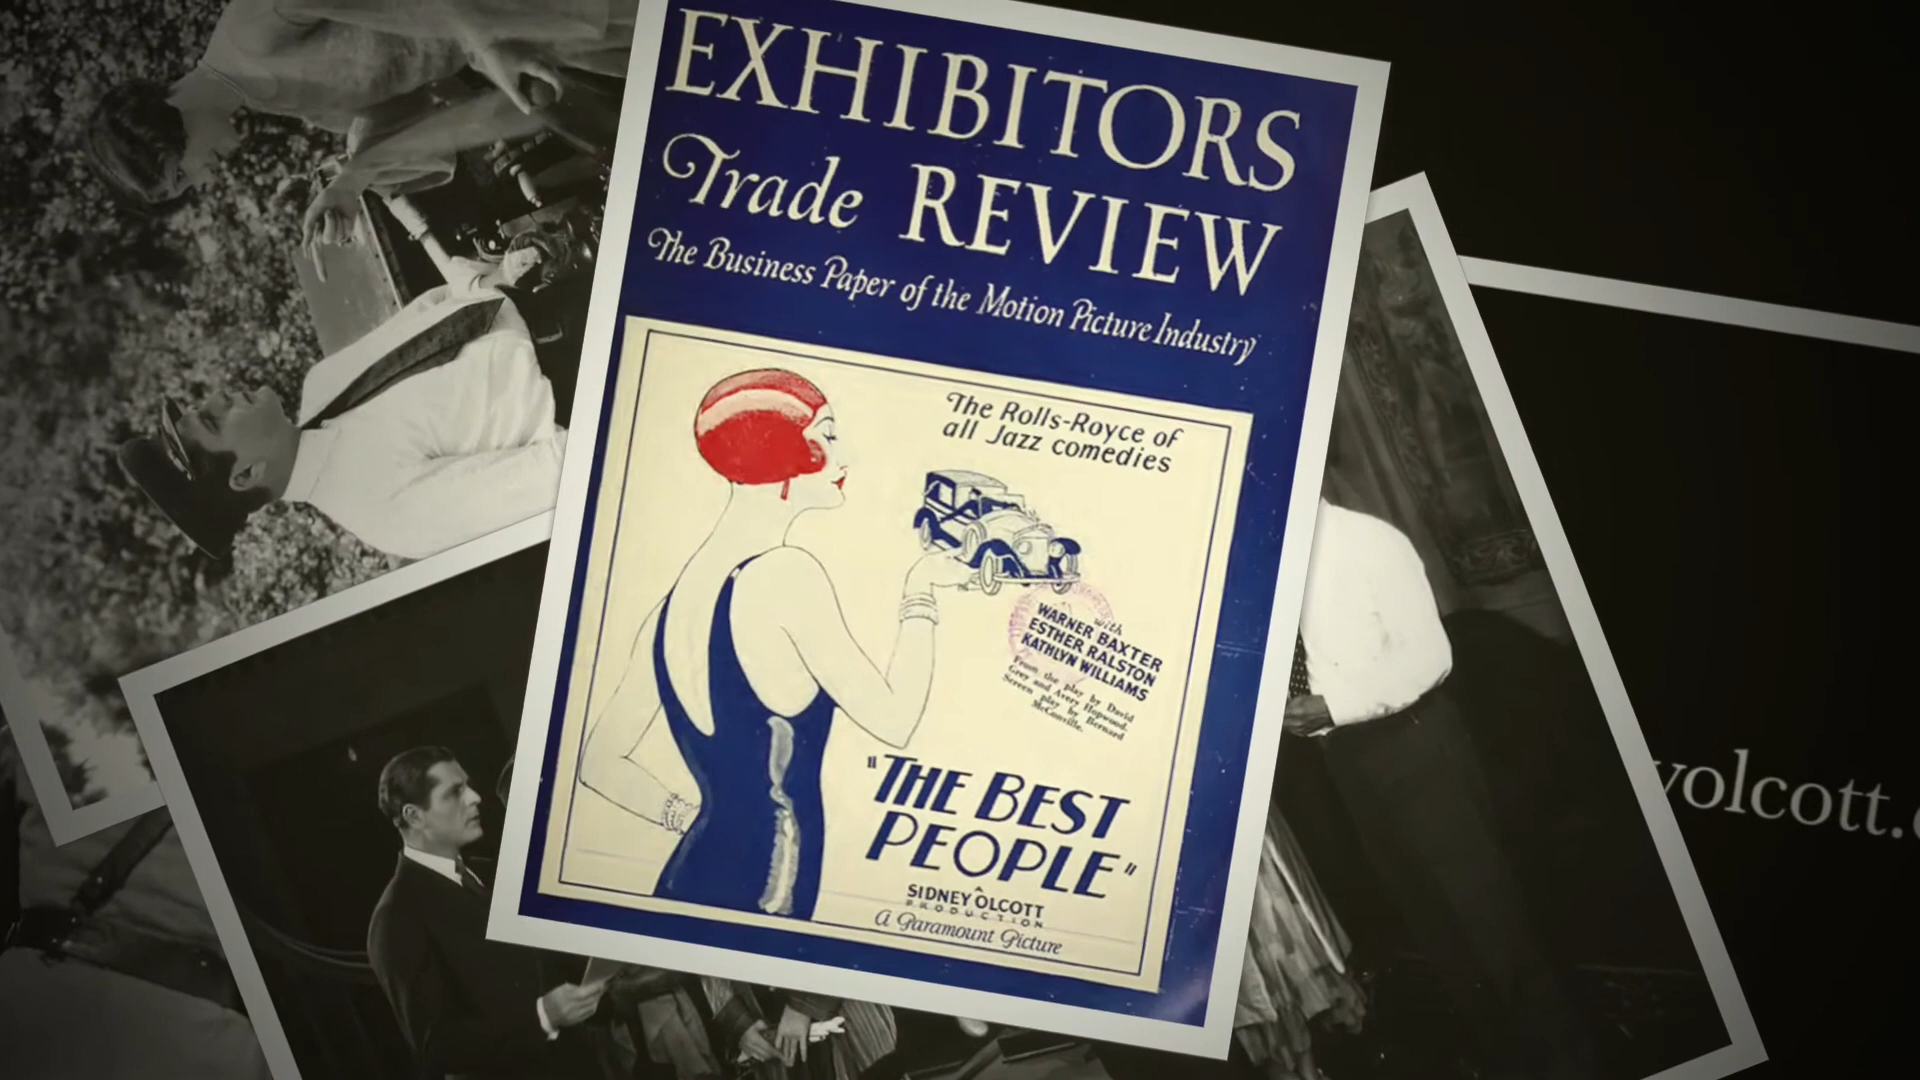 EXHIBITORS
Trade REVIEW
The Business Paper of the Motion Picture Industry
The Rolls-Royce of
all Jazz comedies
with
WARNER BAXTER
ESTHER RALSTON
KATHLYN WILLIAMS
From the play by David
Grey and Avery Hopwood.
Screen play by Bernard
McConville.
"THE BEST
PEOPLE"
A
SIDNEY OLCOTT
PRODUCTION
A Paramount Picture
olcott.